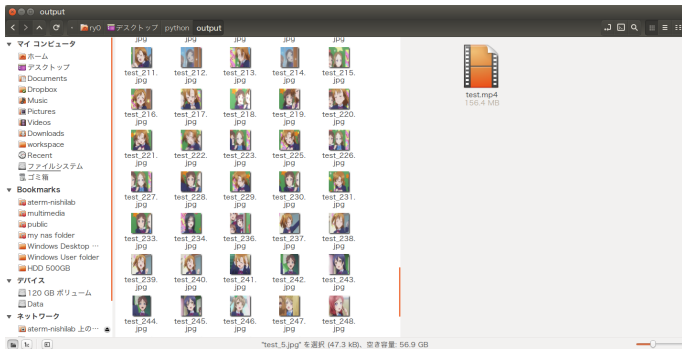 output
ry0 デスクトップ python output
マイ コンピュータ
ホーム
デスクトップ
Documents
Dropbox
Music
Pictures
Videos
Downloads
workspace
Recent
ファイルシステム
ゴミ箱
Bookmarks
aterm-nishilab
multimedia
public
my nas folder
Windows Desktop …
Windows User folder
HDD 500GB
デバイス
120 GB ボリューム
Data
ネットワーク
aterm-nishilab 上の…
jpg jpg jpg jpg jpg
test_211. test_212. test_213. test_214. test_215.
jpg jpg jpg jpg jpg
test_216. test_217. test_218. test_219. test_220.
jpg jpg jpg jpg jpg
test_221. test_222. test_223. test_225. test_226.
jpg jpg jpg jpg jpg
test_227. test_228. test_229. test_230. test_231.
jpg jpg jpg jpg jpg
test_233. test_234. test_236. test_237. test_238.
jpg jpg jpg jpg jpg
test_239. test_240. test_241. test_242. test_243.
jpg jpg jpg jpg jpg
test_244. test_245. test_246. test_247. test_248.
jpg jpg jpg jpg jpg
test.mp4
156.4 MB
"test_5.jpg" を選択 (47.3 kB)、空き容量: 56.9 GB